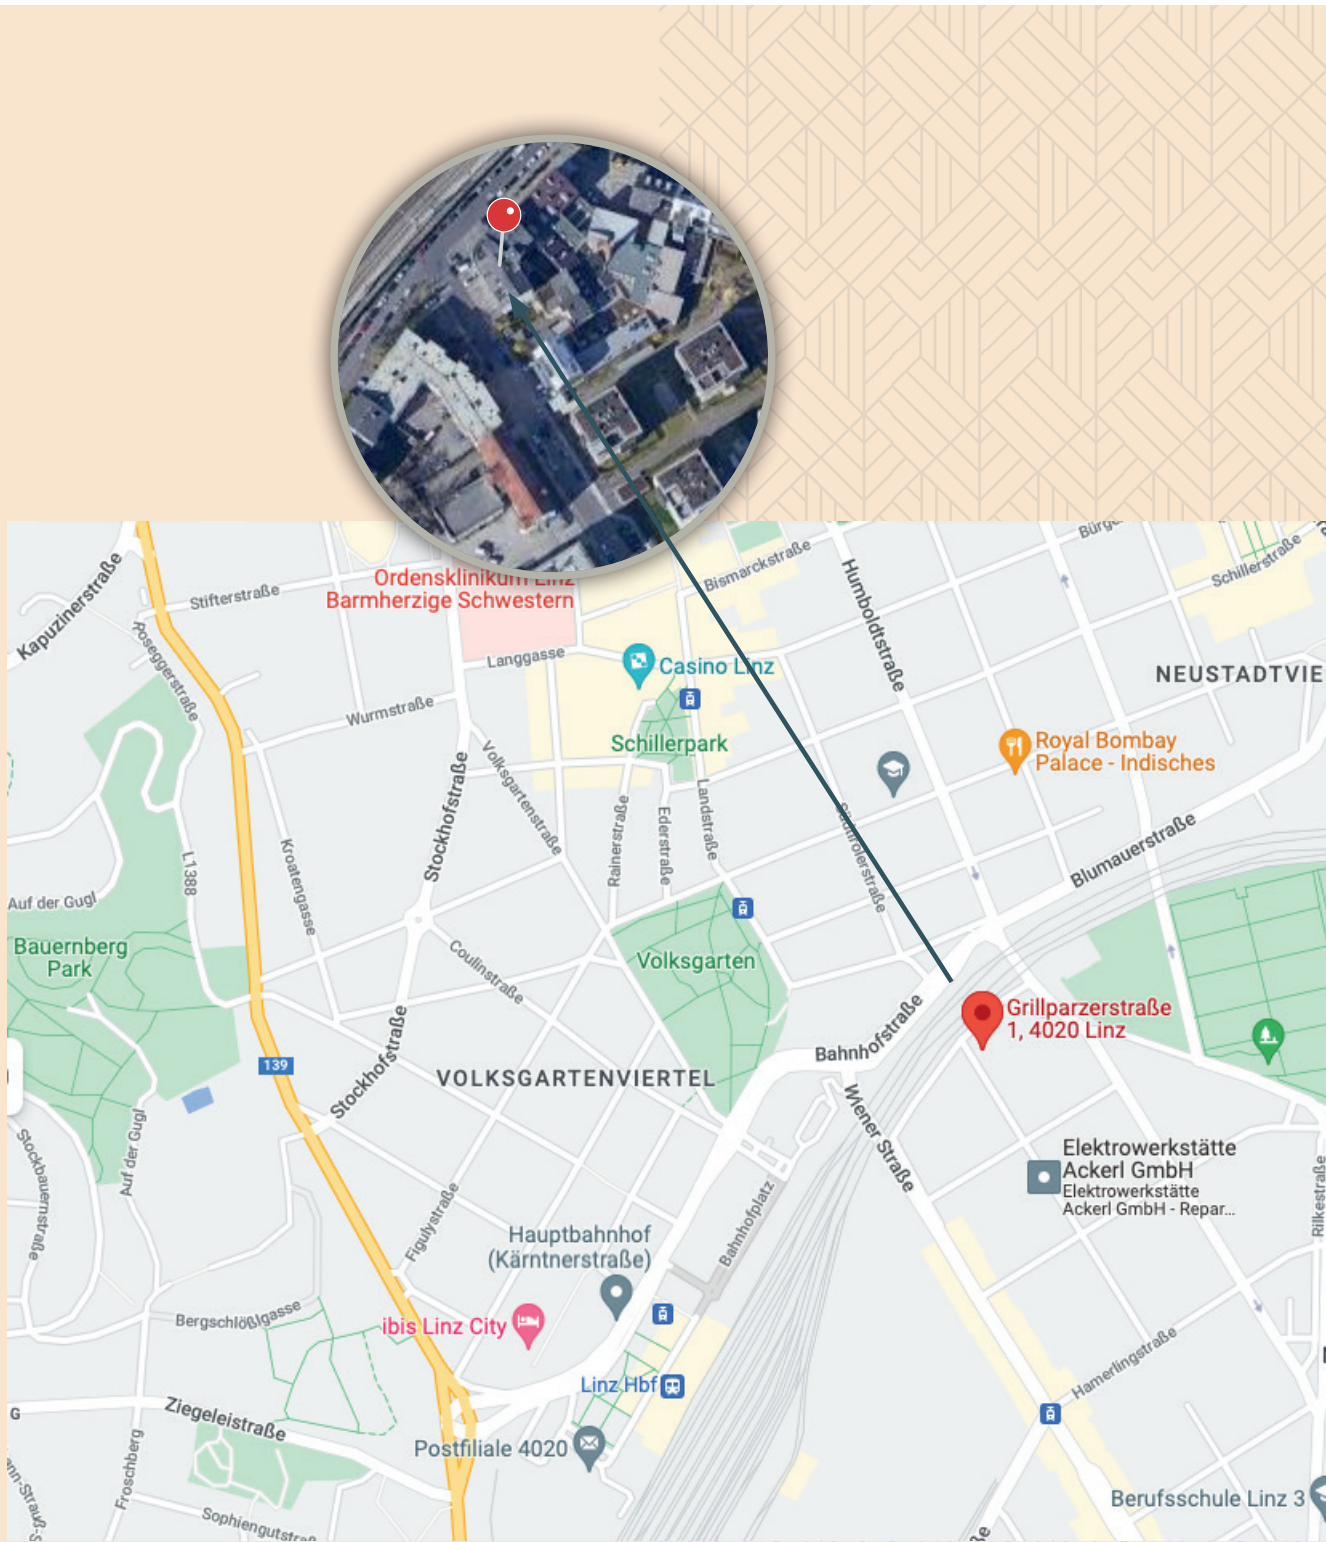 Ordensklinikum Linz
Barmherzige Schwestern
Kapuzinerstraße
Stifterstraße
Roseggerstraße
Bismarckstraße
Humboldtstraße
Schillerstraße
Langgasse
Casino Linz
NEUSTADTVIE
Wurmstraße
Schillerpark
Royal Bombay
Palace - Indisches
Volksgartenstraße
Stockhofstraße
Landstraße
Rainerstraße
Ederstraße
Südtirolerstraße
Blumauerstraße
L1388
Kroatengasse
Auf der Gugl
Bauernberg
Park
Coulinstraße
Volksgarten
Grillparzerstraße
1, 4020 Linz
Bahnhofstraße
Stockhofstraße
139
VOLKSGARTENVIERTEL
Wiener Straße
Auf der Gugl
Stockbauernstraße
Elektrowerkstätte
Ackerl GmbH
Elektrowerkstätte
Ackerl GmbH - Repar...
Rilkestraße
Figulystraße
Bahnhofplatz
Hauptbahnhof
(Kärntnerstraße)
Bergschlößlgasse
ibis Linz City
Linz Hbf
Hamerlingstraße
G
Ziegeleistraße
Postfiliale 4020
Froschberg
Berufsschule Linz 3